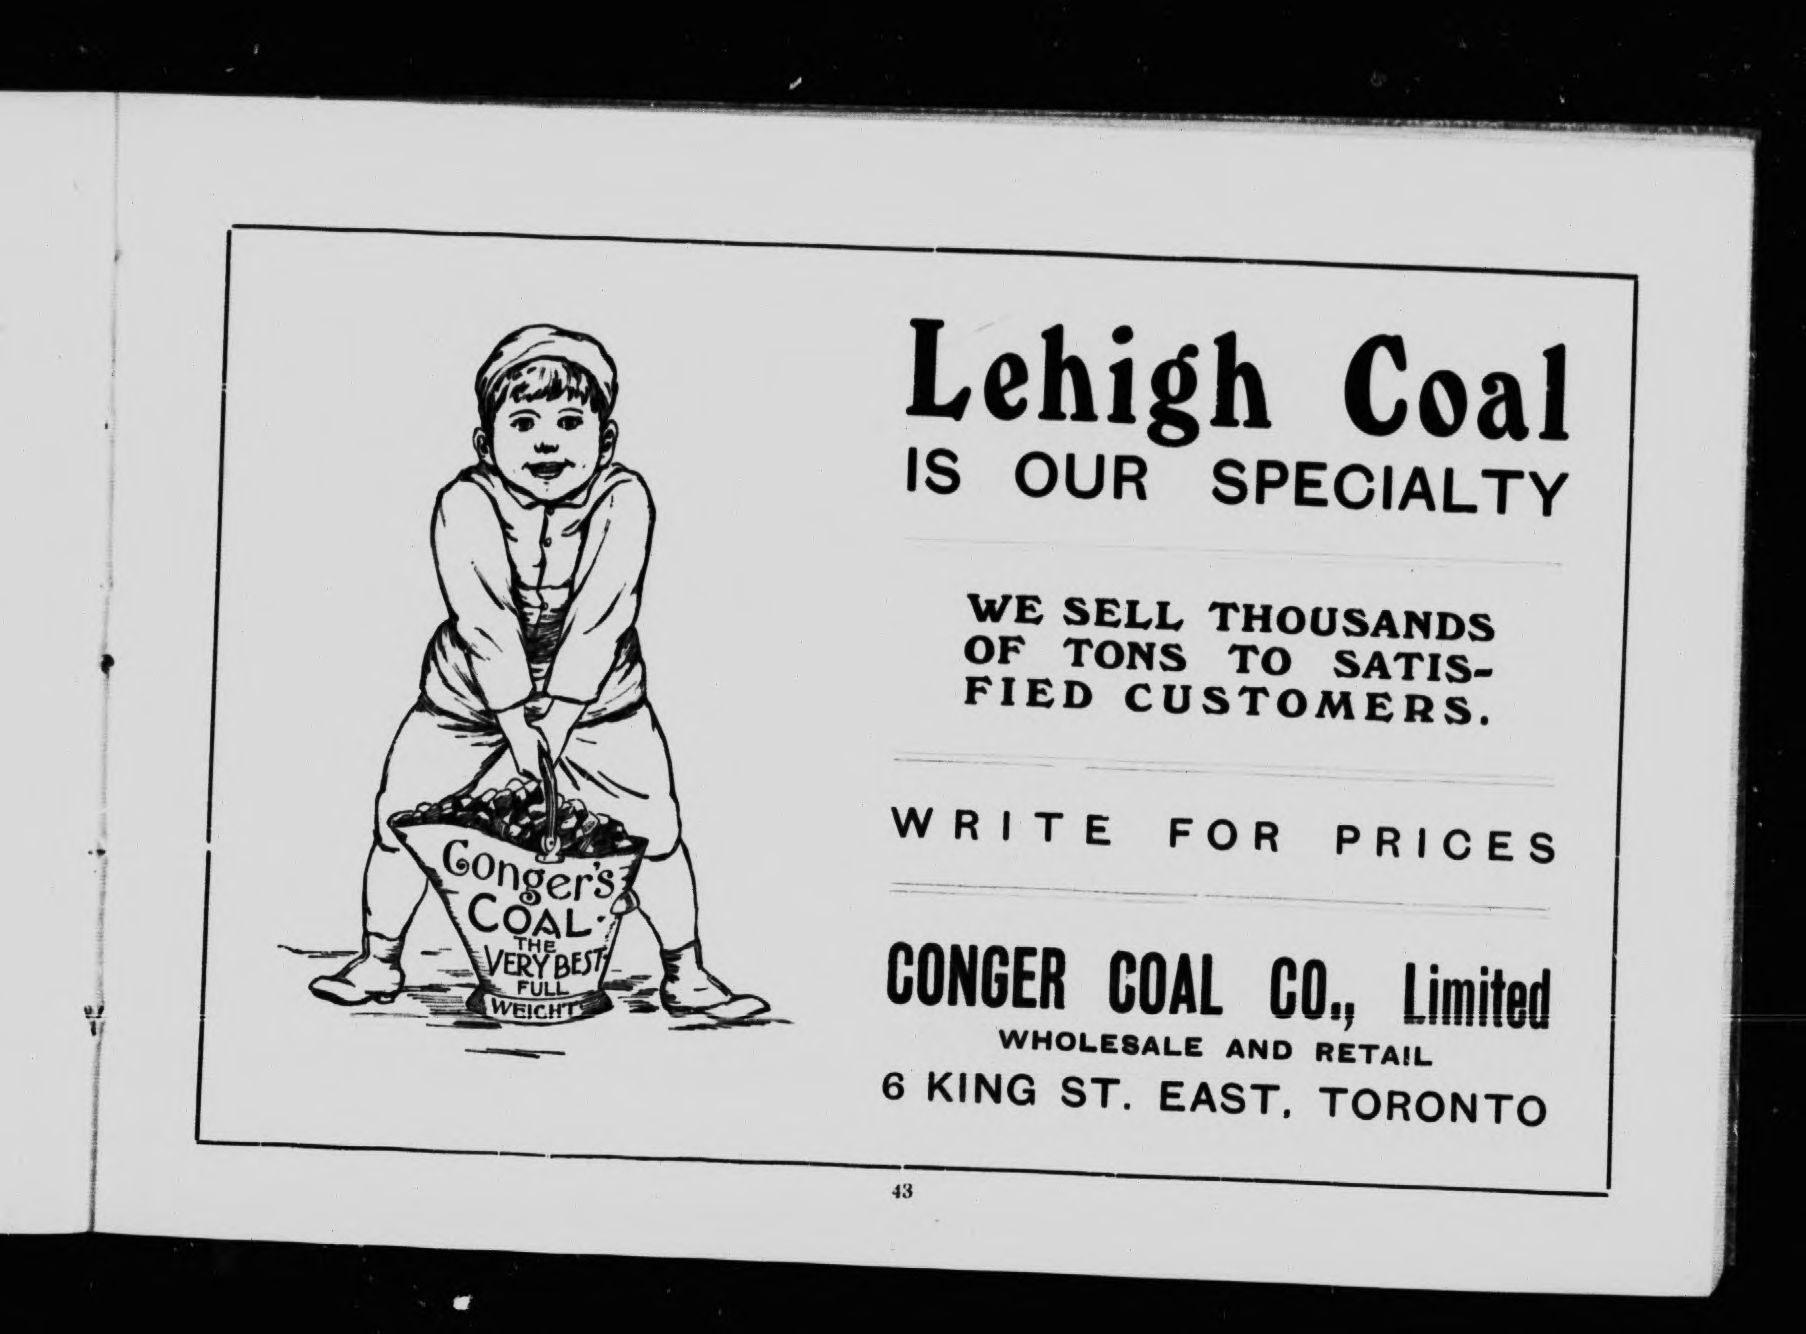 Lehigh Coal
IS OUR SPECIALTY
WE SELL THOUSANDS
OF TONS TO SATIS-
FIED CUSTOMERS.
WRITE FOR PRICES
CONGER COAL CO., Limited
WHOLESALE AND RETAIL
6 KING ST. EAST, TORONTO
Conger's
COAL
THE
VERY BEST
FULL
WEIGHT
43